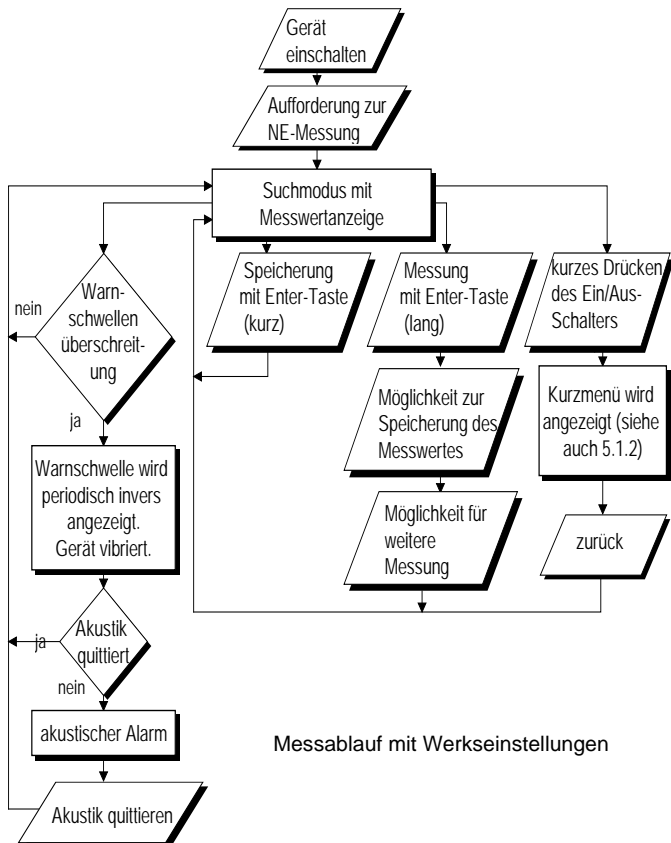 Gerät
einschalten
Aufforderung zur
NE-Messung
Suchmodus mit
Messwertanzeige
nein
Warn-
schwellen
überschreit-
ung
ja
Warnschwelle wird
periodisch invers
angezeigt.
Gerät vibriert.
ja
Akustik
quittiert
nein
akustischer Alarm
Akustik quittieren
Speicherung
mit Enter-Taste
(kurz)
Messung
mit Enter-Taste
(lang)
Möglichkeit zur
Speicherung des
Messwertes
Möglichkeit für
weitere
Messung
kurzes Drücken
des Ein/Aus-
Schalters
Kurzmenü wird
angezeigt (siehe
auch 5.1.2)
zurück
Messablauf mit Werkseinstellungen